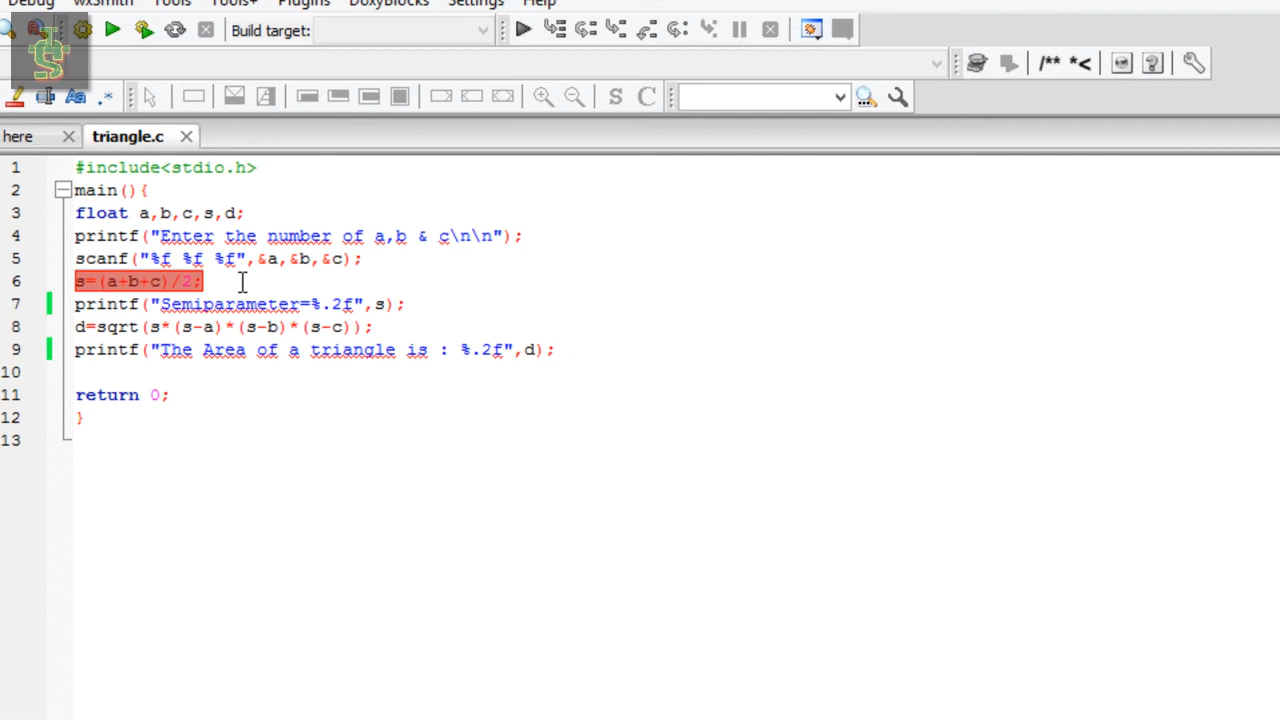 Debug wxSmith Tools Tools+ Plugins DoxyBlocks Settings Help
Build target:
/** *<
S C
here triangle.c
1 #include<stdio.h>
2 main(){
3 float a,b,c,s,d;
4 printf("Enter the number of a,b & c\n\n");
5 scanf("%f %f %f",&a,&b,&c);
6 s=(a+b+c)/2;
7 printf("Semiparameter=%.2f",s);
8 d=sqrt(s*(s-a)*(s-b)*(s-c));
9 printf("The Area of a triangle is : %.2f",d);
10
11 return 0;
12 }
13